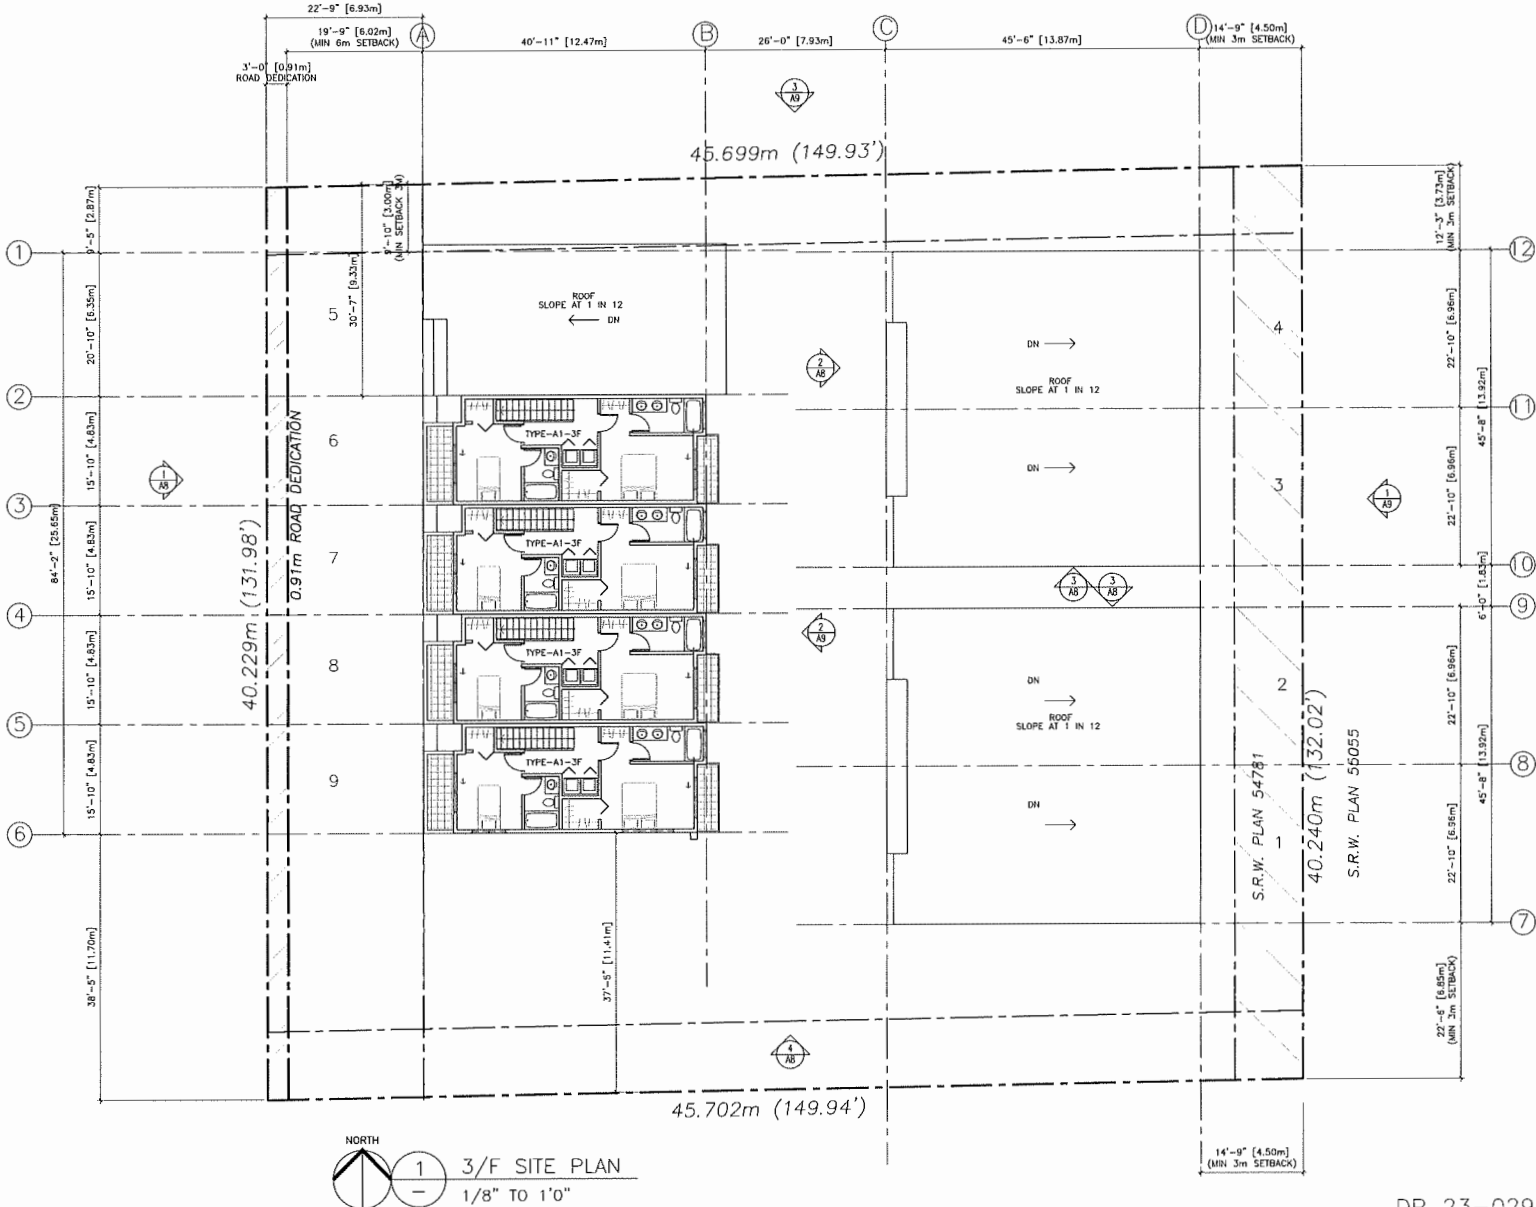 22'-9" [6.93m]
19'-9" [6.02m]
(MIN 6m SETBACK)
A
40'-11" [12.47m]
B
26'-0" [7.93m]
C
45'-6" [13.87m]
D
14'-9" [4.50m]
(MIN 3m SETBACK)
3'-0" [0.91m]
ROAD DEDICATION
3
A9
45.699m (149.93')
9'-5" [2.87m]
9'-10" [3.00m]
(MIN SETBACK 3M)
12'-3" [3.73m]
(MIN 3m SETBACK)
1
12
20'-10" [6.35m]
5
30'-7" [9.33m]
ROOF
SLOPE AT 1 IN 12
DN
2
A8
DN
ROOF
SLOPE AT 1 IN 12
DN
4
22'-10" [6.96m]
45'-8" [13.92m]
2
11
15'-10" [4.83m]
6
TYPE-A1-3F
1
A8
3
1
A9
22'-10" [6.96m]
3
84'-2" [25.65m]
40.229m (131.98')
0.91m ROAD DEDICATION
15'-10" [4.83m]
7
TYPE-A1-3F
10
3
A8
3
A8
6'-0" [1.83m]
9
4
2
A9
15'-10" [4.83m]
8
TYPE-A1-3F
DN
ROOF
SLOPE AT 1 IN 12
DN
2
22'-10" [6.96m]
45'-8" [13.92m]
5
8
15'-10" [4.83m]
9
TYPE-A1-3F
S.R.W. PLAN 54781
1
40.240m (132.02')
S.R.W. PLAN 56055
22'-10" [6.96m]
6
7
38'-5" [11.70m]
37'-5" [11.41m]
22'-6" [6.85m]
(MIN 3m SETBACK)
4
A8
45.702m (149.94')
14'-9" [4.50m]
(MIN 3m SETBACK)
NORTH
1
–
3/F SITE PLAN
1/8" TO 1'0"
DP 23-029